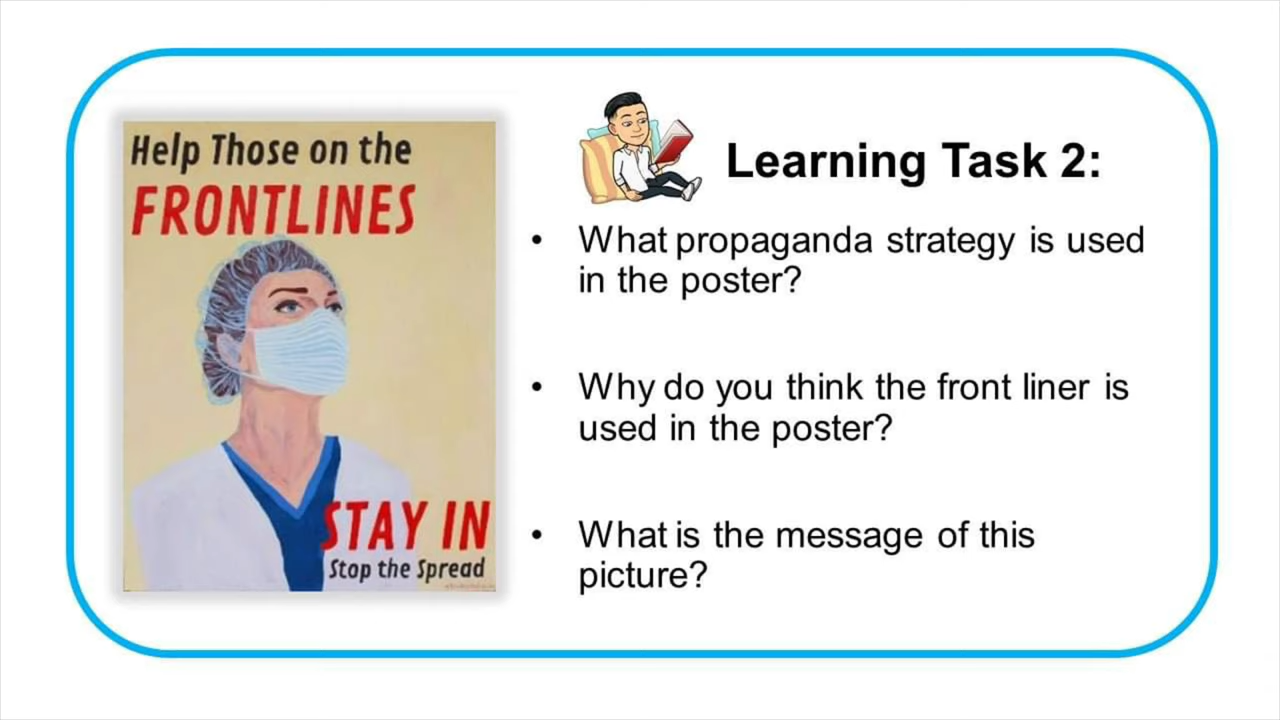 Help Those on the
FRONTLINES
STAY IN
Stop the Spread
Learning Task 2:
• What propaganda strategy is used
in the poster?
• Why do you think the front liner is
used in the poster?
• What is the message of this
picture?